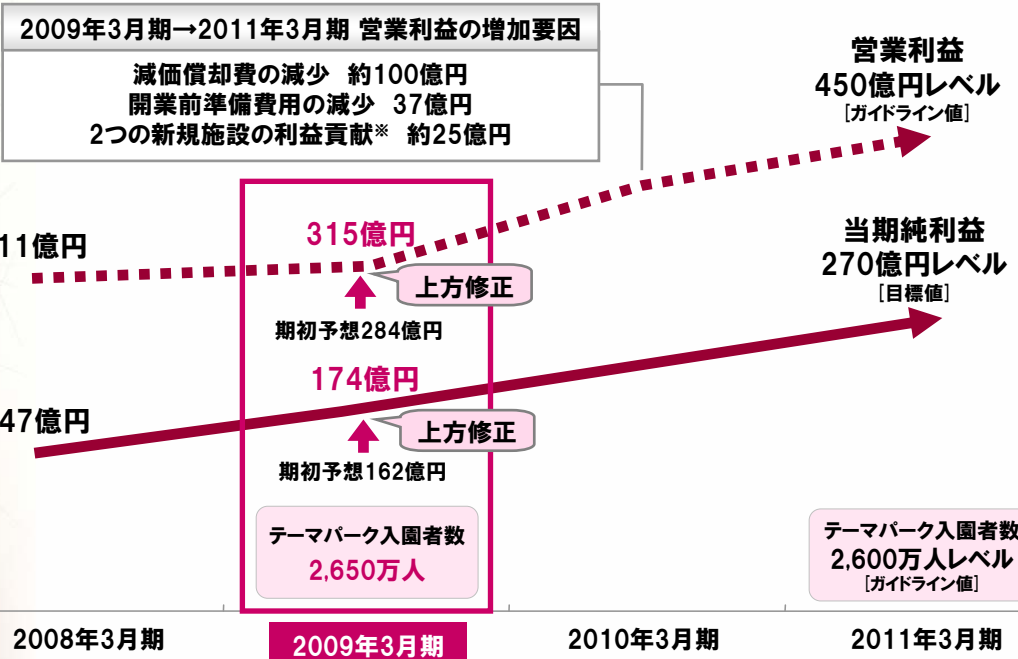 2009年3月期→2011年3月期 営業利益の増加要因
減価償却費の減少 約100億円
開業前準備費用の減少 37億円
2つの新規施設の利益貢献※ 約25億円
営業利益
450億円レベル
[ガイドライン値]
11億円
315億円
上方修正
期初予想284億円
当期純利益
270億円レベル
[目標値]
47億円
174億円
上方修正
期初予想162億円
テーマパーク入園者数
2,650万人
テーマパーク入園者数
2,600万人レベル
[ガイドライン値]
2008年3月期
2009年3月期
2010年3月期
2011年3月期